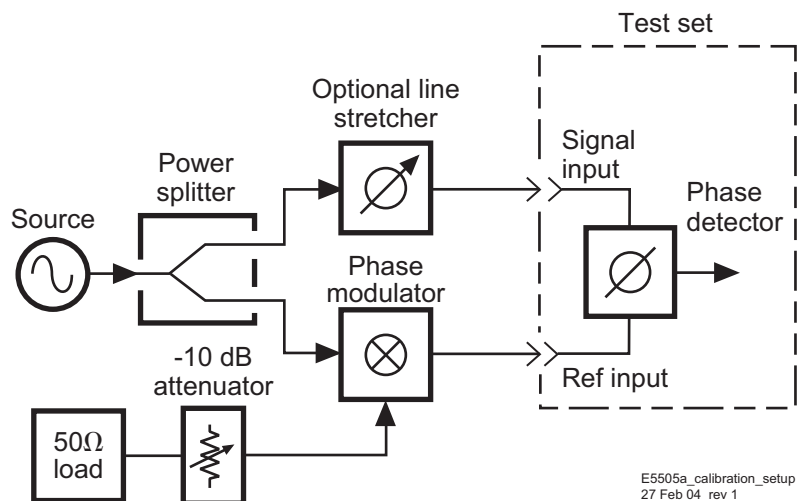 Test set
Optional line
stretcher
Signal
input
Power
splitter
Phase
detector
Source
Phase
modulator
-10 dB
attenuator
Ref input
50Ω
load
E5505a_calibration_setup
27 Feb 04 rev 1